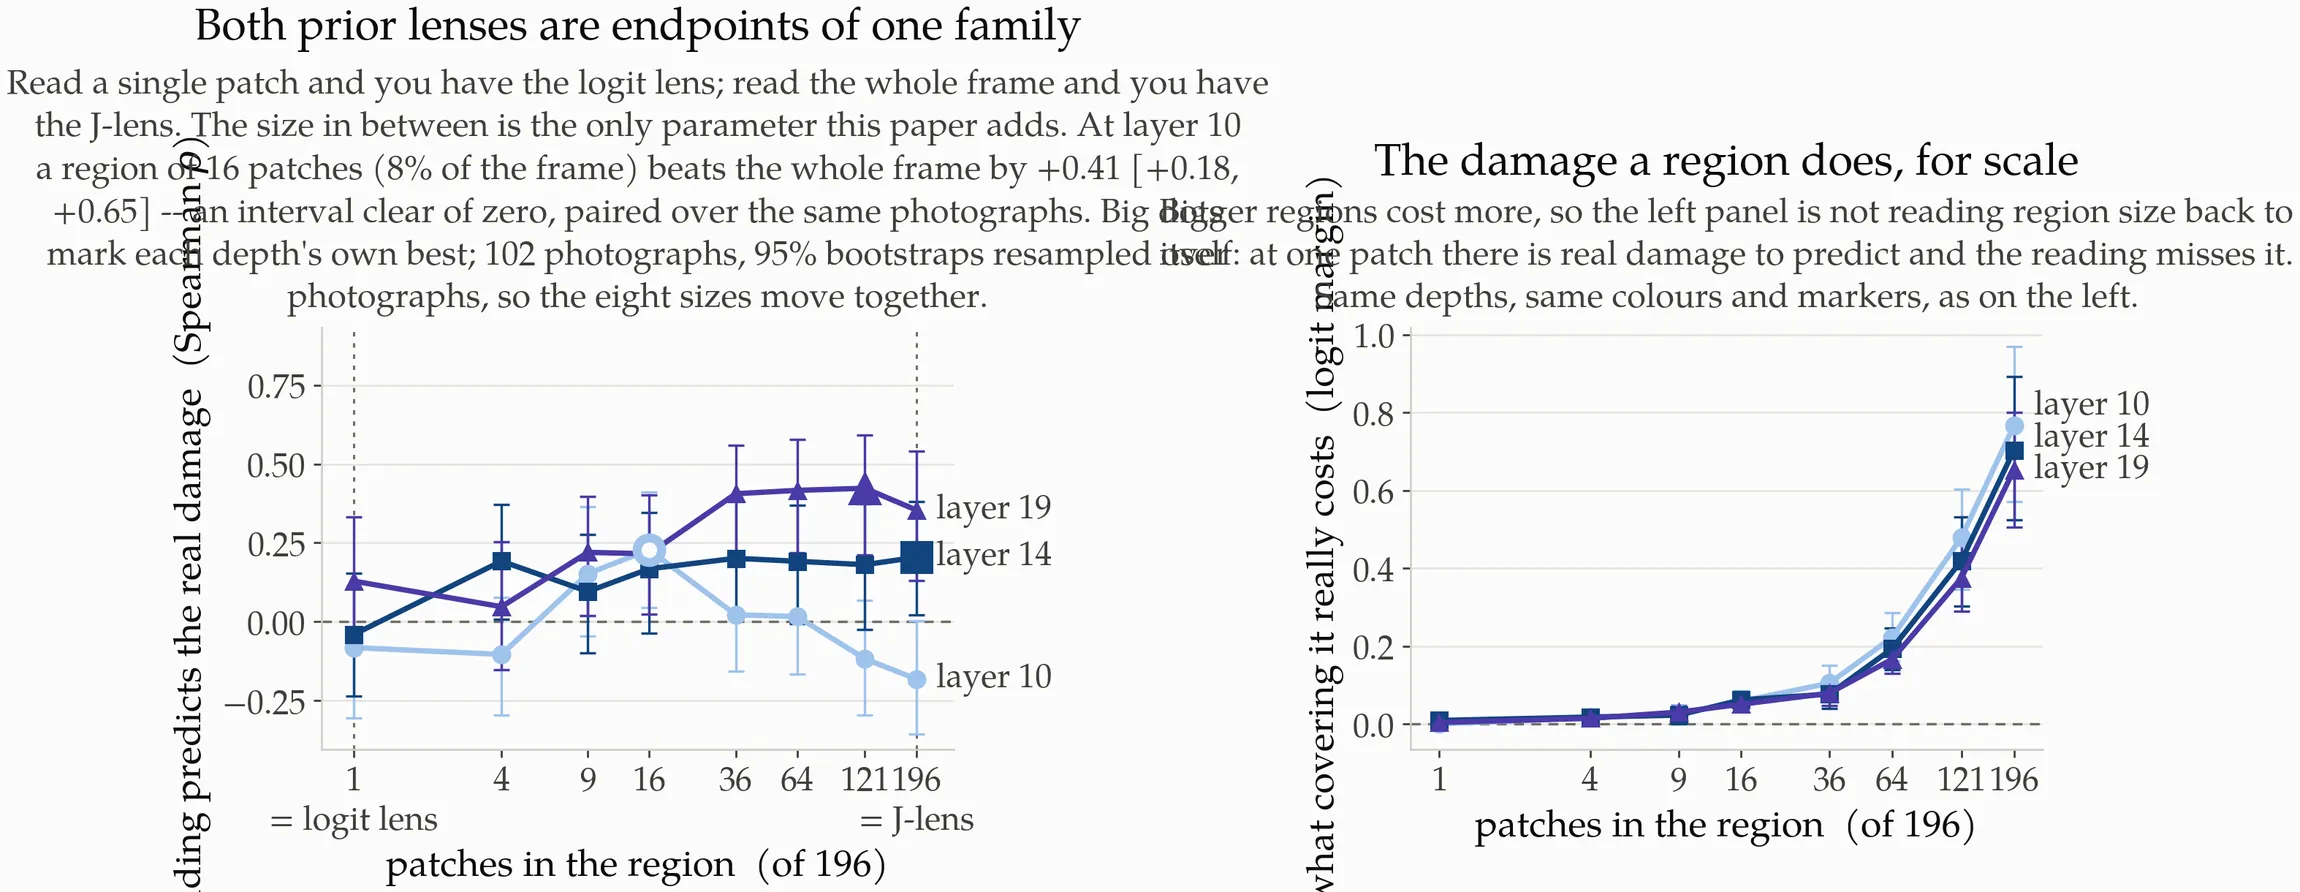 Both prior lenses are endpoints of one family
Read a single patch and you have the logit lens; read the whole frame and you have
the J-lens. The size in between is the only parameter this paper adds. At layer 10
a region of 16 patches (8% of the frame) beats the whole frame by +0.41 [+0.18,
+0.65] -- an interval clear of zero, paired over the same photographs. Big dots
mark each depth's own best; 102 photographs, 95% bootstraps resampled over
photographs, so the eight sizes move together.
predicts the real damage (Spearman ρ)
0.75
0.50
0.25
0.00
−0.25
layer 19
layer 14
layer 10
1
4
9
16
36
64
121
196
= logit lens
= J-lens
patches in the region (of 196)
The damage a region does, for scale
Bigger regions cost more, so the left panel is not reading region size back to
itself: at one patch there is real damage to predict and the reading misses it.
Same depths, same colours and markers, as on the left.
what covering it really costs (logit margin)
1.0
0.8
0.6
0.4
0.2
0.0
layer 10
layer 14
layer 19
1
4
9
16
36
64
121
196
patches in the region (of 196)